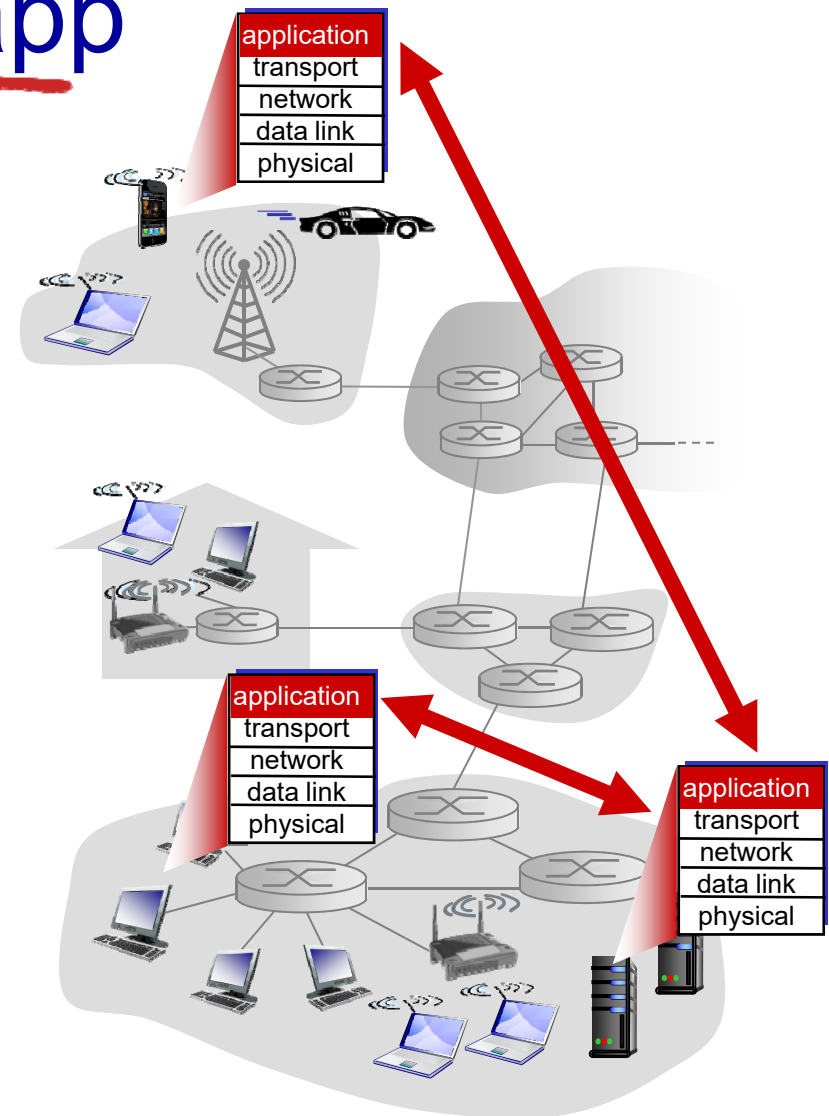 app
application
transport
network
data link
physical
application
transport
network
data link
physical
application
transport
network
data link
physical